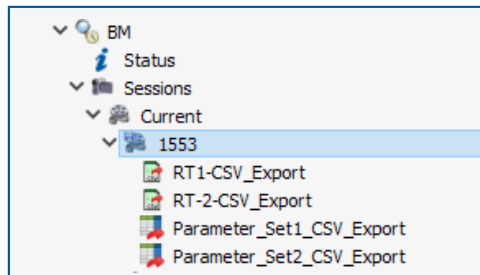 BM
Status
Sessions
Current
1553
RT1-CSV_Export
RT-2-CSV_Export
Parameter_Set1_CSV_Export
Parameter_Set2_CSV_Export